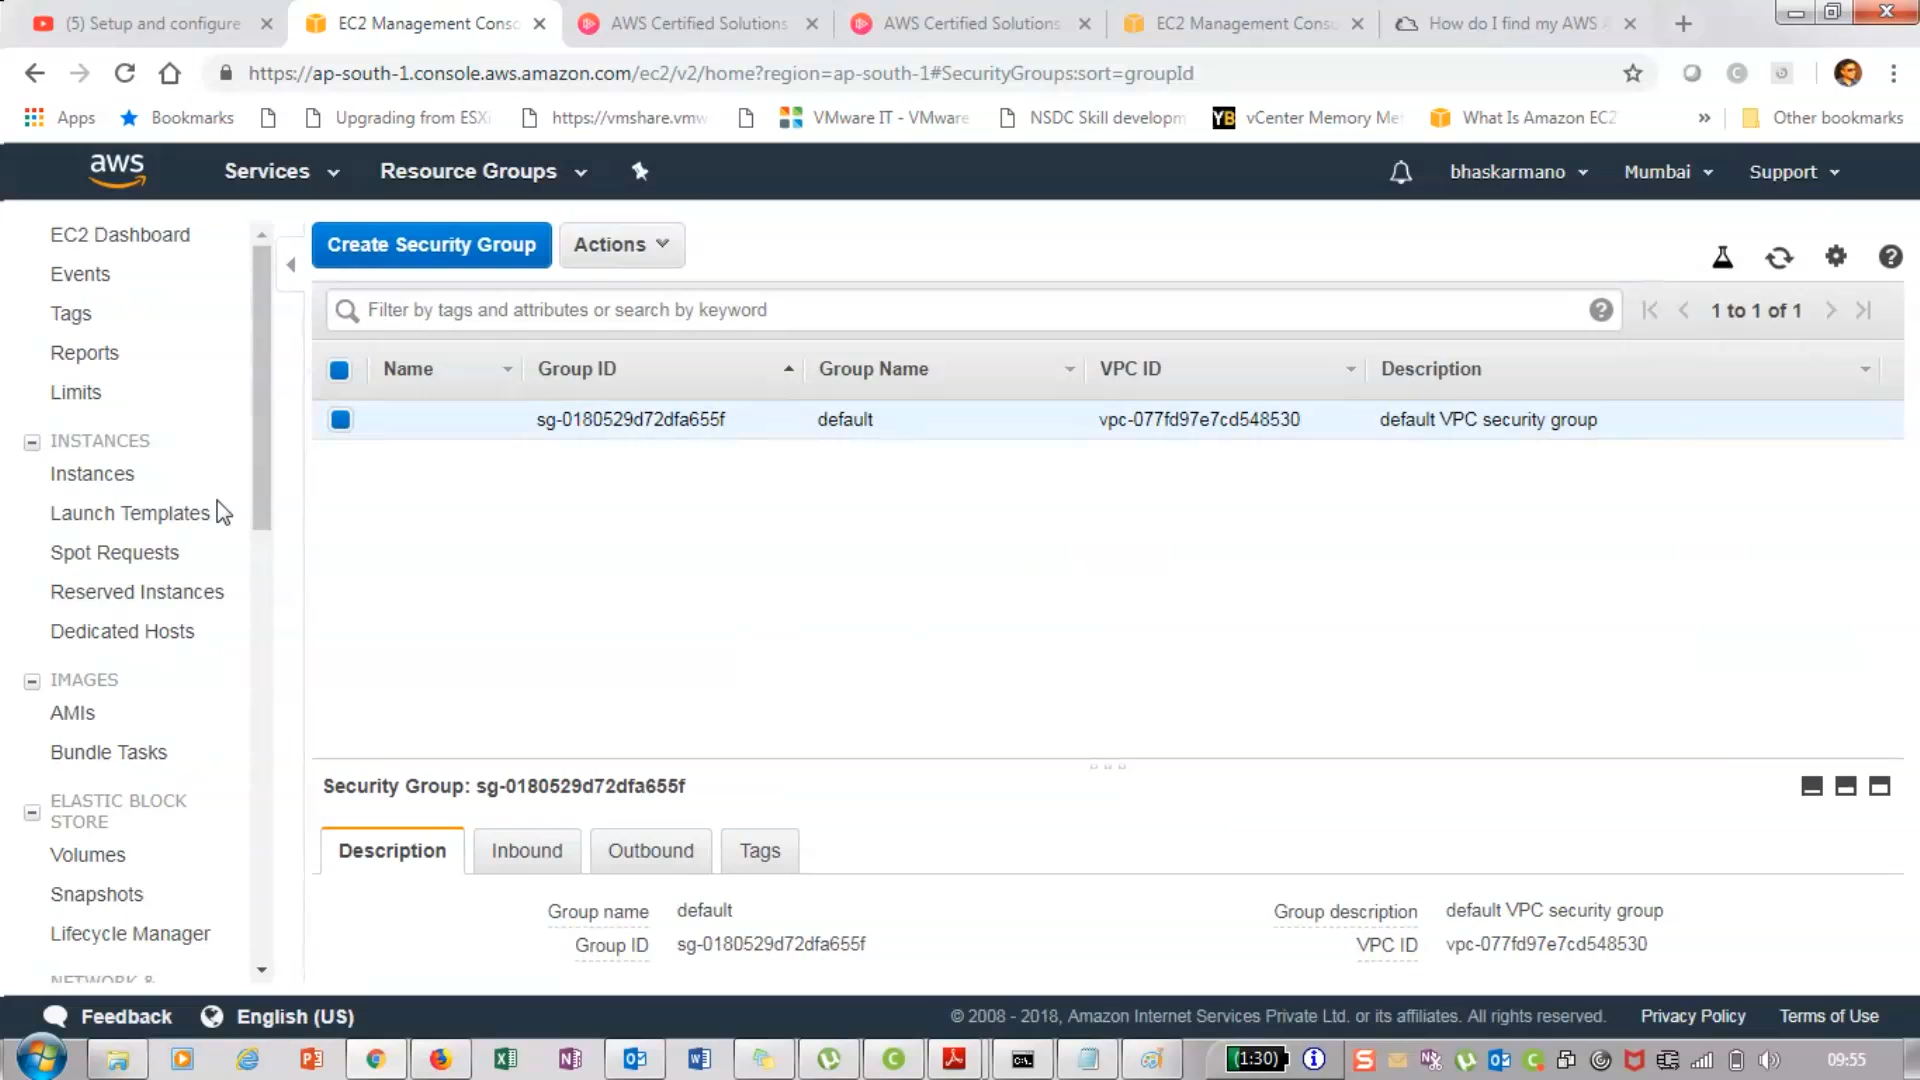 (5) Setup and configure
EC2 Management Conso
AWS Certified Solutions
AWS Certified Solutions
EC2 Management Conso
How do I find my AWS A
https://ap-south-1.console.aws.amazon.com/ec2/v2/home?region=ap-south-1#SecurityGroups:sort=groupId
Apps
Bookmarks
Upgrading from ESXi
https://vmshare.vmw
VMware IT - VMware
NSDC Skill developm
YB
vCenter Memory Me
What Is Amazon EC2
»
Other bookmarks
aws
Services
Resource Groups
bhaskarmano
Mumbai
Support
EC2 Dashboard
Events
Tags
Reports
Limits
INSTANCES
Instances
Launch Templates
Spot Requests
Reserved Instances
Dedicated Hosts
IMAGES
AMIs
Bundle Tasks
ELASTIC BLOCK
STORE
Volumes
Snapshots
Lifecycle Manager
NETWORK &
Create Security Group
Actions
Filter by tags and attributes or search by keyword
1 to 1 of 1
Name
Group ID
Group Name
VPC ID
Description
sg-0180529d72dfa655f
default
vpc-077fd97e7cd548530
default VPC security group
Security Group: sg-0180529d72dfa655f
Description
Inbound
Outbound
Tags
Group name
default
Group description
default VPC security group
Group ID
sg-0180529d72dfa655f
VPC ID
vpc-077fd97e7cd548530
Feedback
English (US)
© 2008 - 2018, Amazon Internet Services Private Ltd. or its affiliates. All rights reserved.
Privacy Policy
Terms of Use
(1:30)
09:55